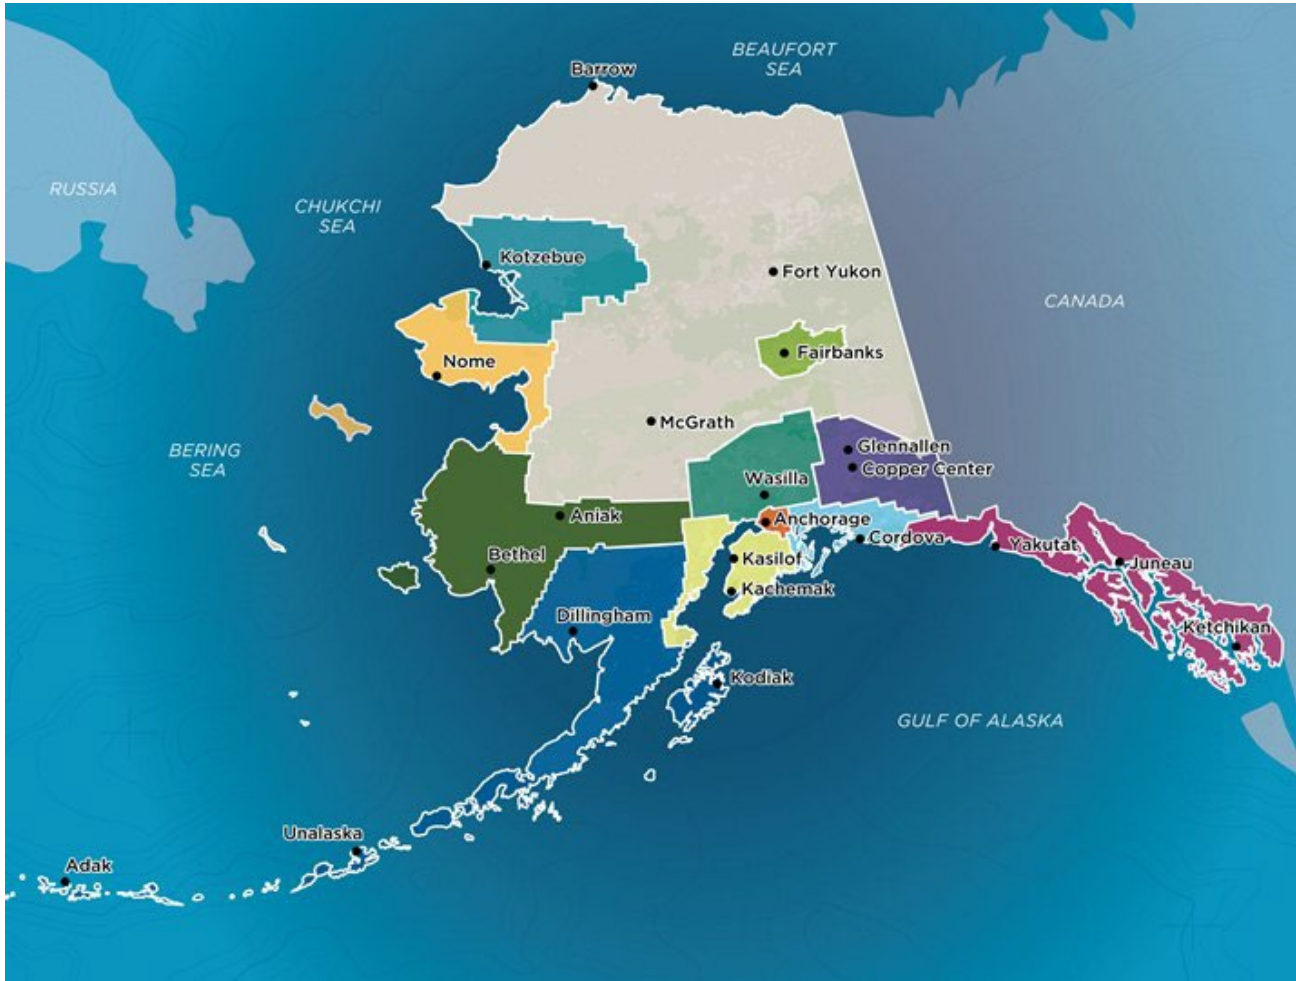 BEAUFORT
SEA
Barrow
RUSSIA
CHUKCHI
SEA
Kotzebue
Fort Yukon
CANADA
Nome
Fairbanks
McGrath
BERING
SEA
Glennallen
Copper Center
Wasilla
Aniak
Anchorage
Cordova
Yakutat
Juneau
Bethel
Kasilof
Kachemak
Dillingham
Ketchikan
Kodiak
GULF OF ALASKA
Unalaska
Adak